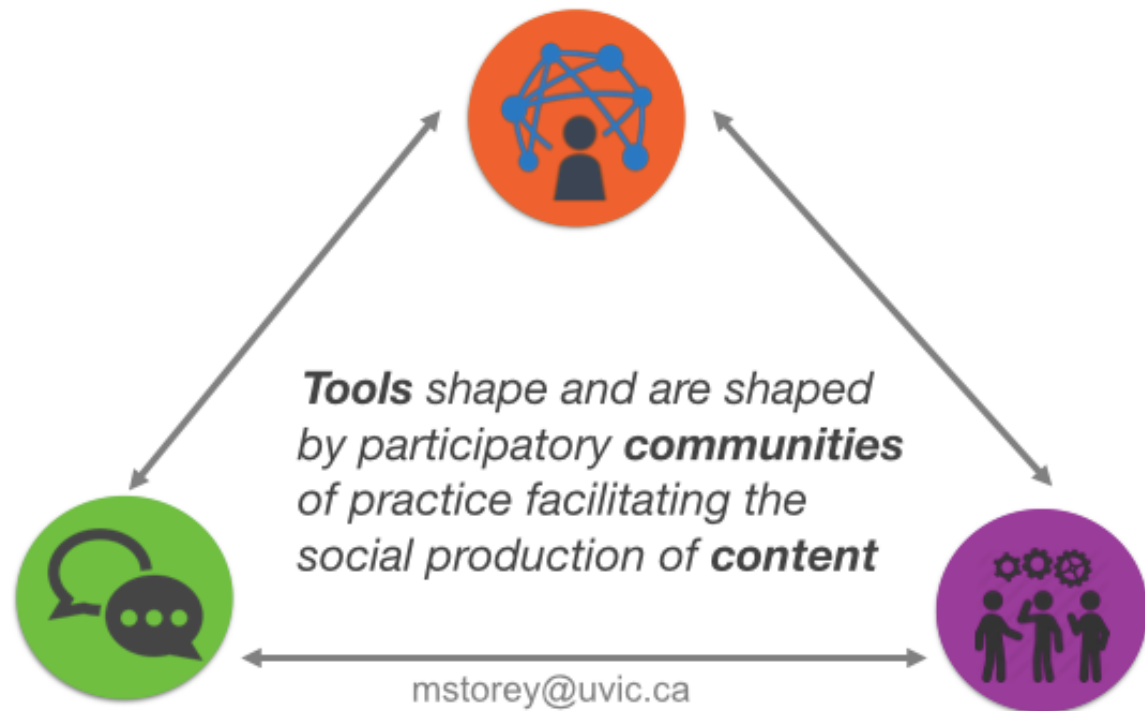 Tools shape and are shaped
by participatory communities
of practice facilitating the
social production of content
mstorey@uvic.ca